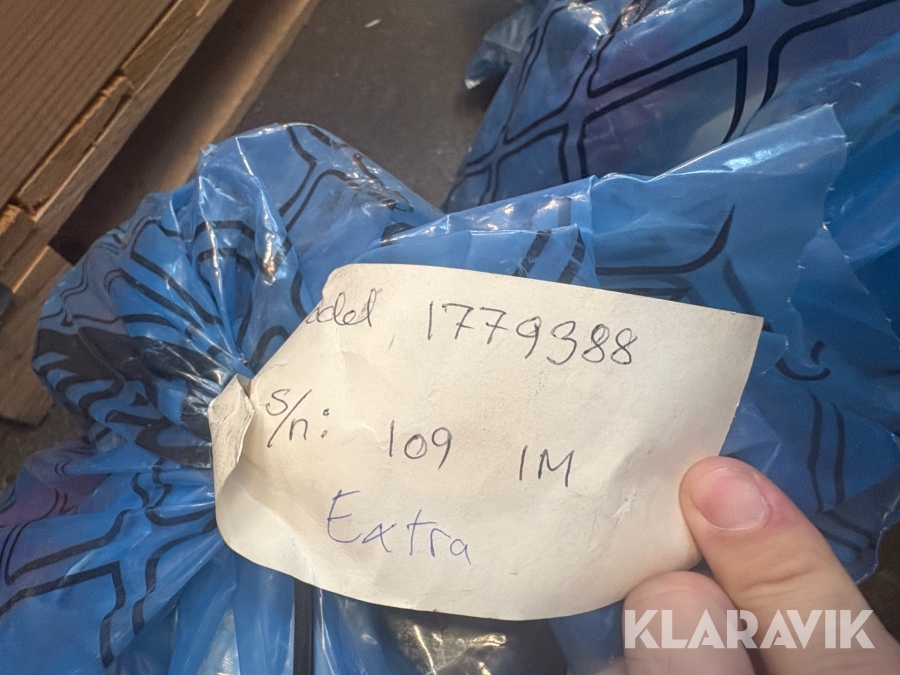 odel 1779388
s/n: 109 1M
Extra
KLARAVIK